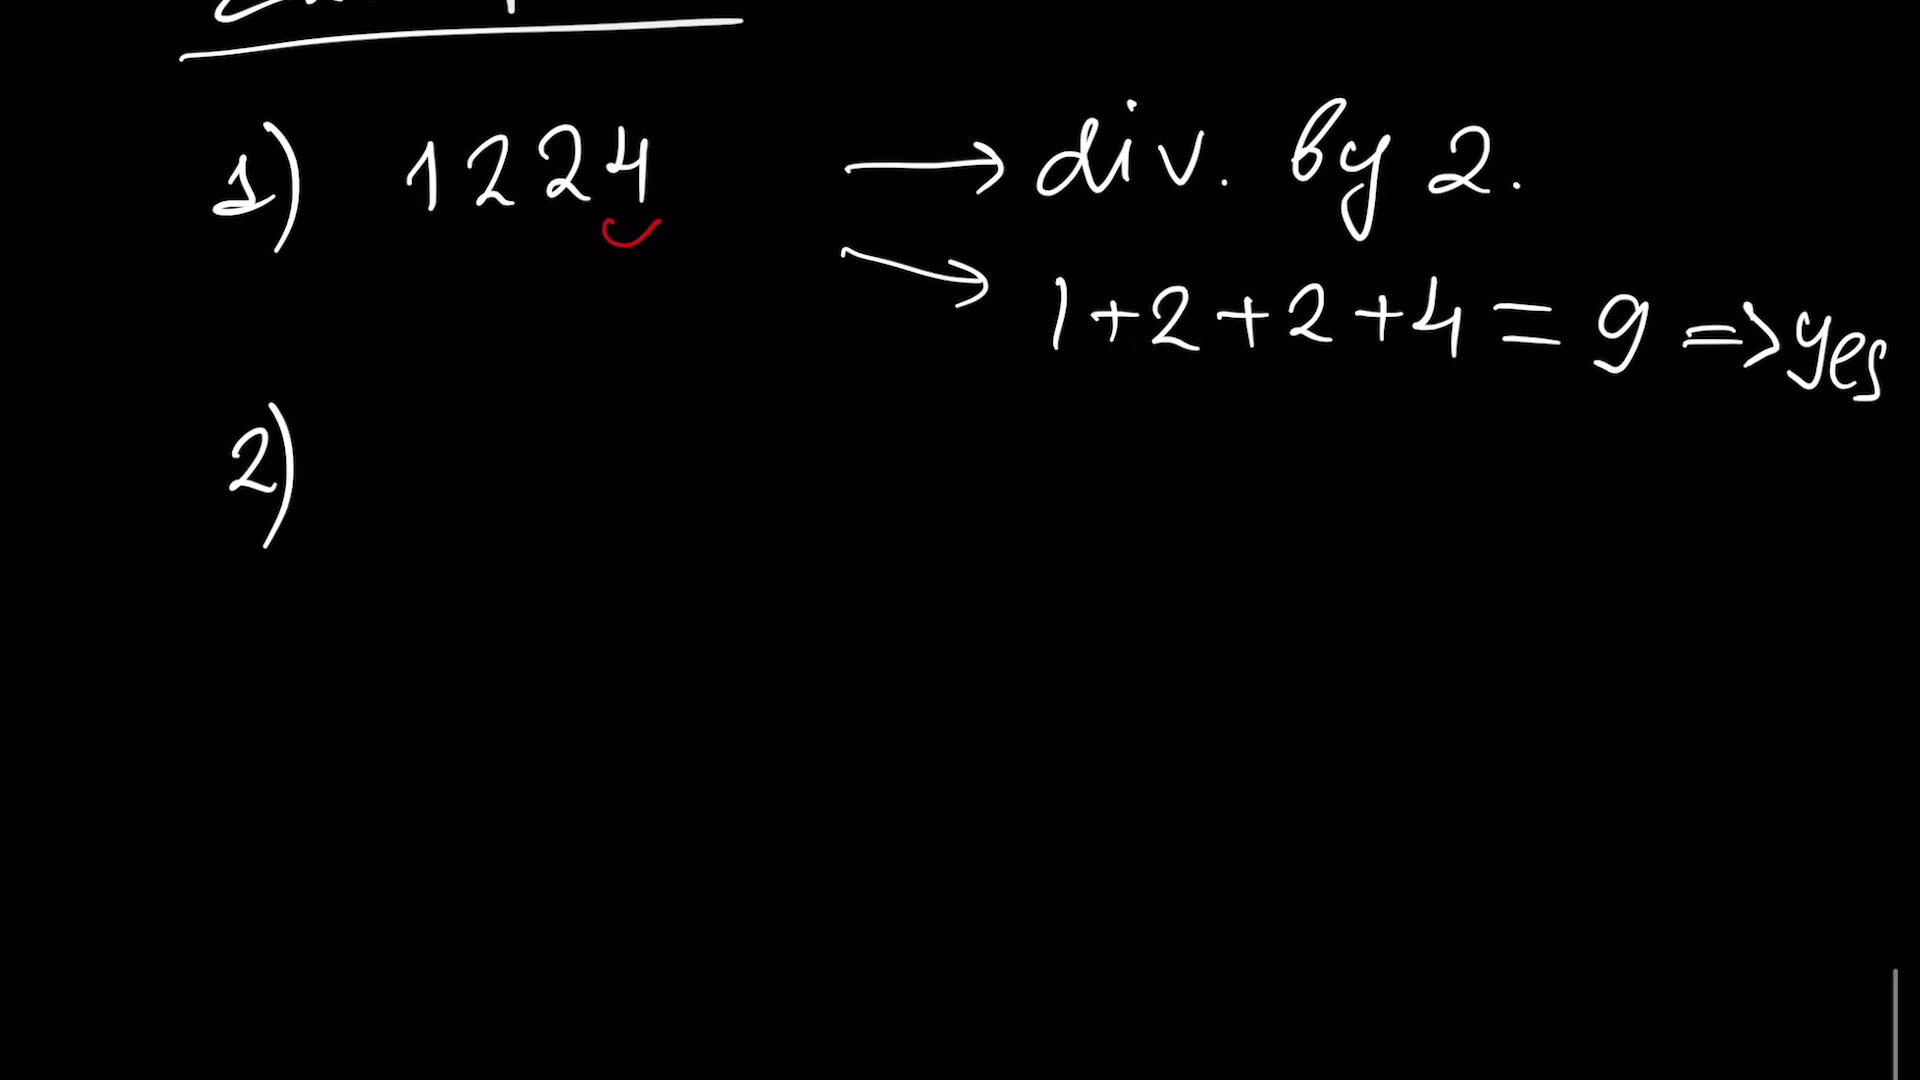 1) 1224 → div. by 2.
→ 1+2+2+4=9 => yes
2)